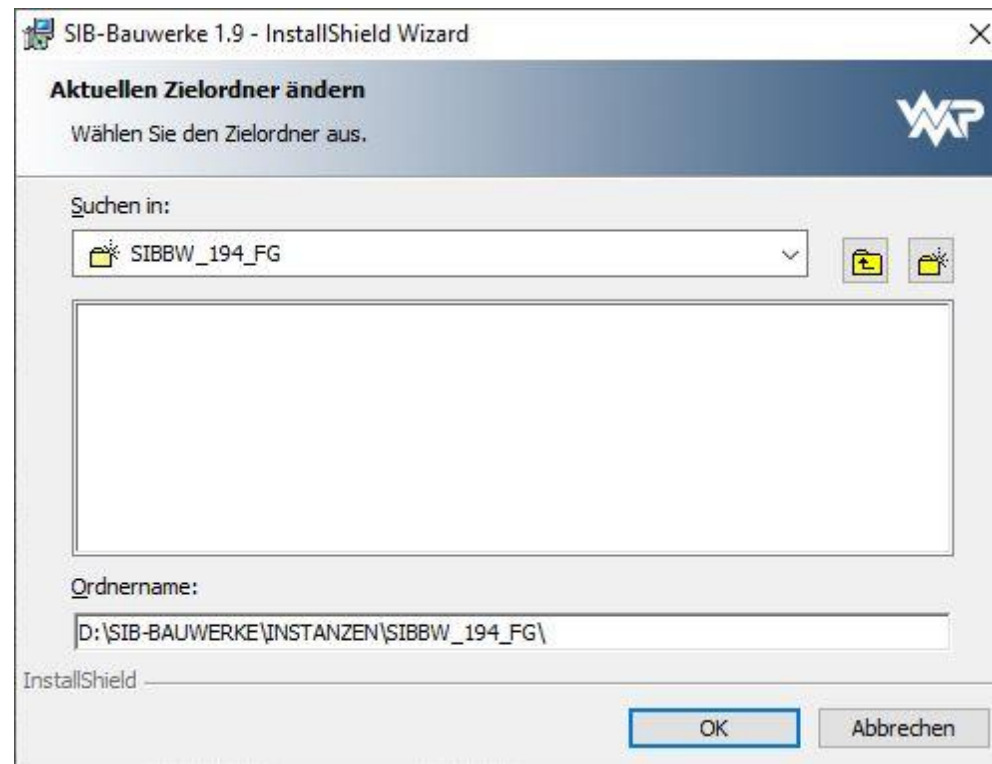 SIB-Bauwerke 1.9 - InstallShield Wizard
Aktuellen Zielordner ändern
Wählen Sie den Zielordner aus.
WMP
Suchen in:
SIBBW_194_FG
Ordnername:
D:\SIB-BAUWERKE\INSTANZEN\SIBBW_194_FG\
InstallShield
OK
Abbrechen